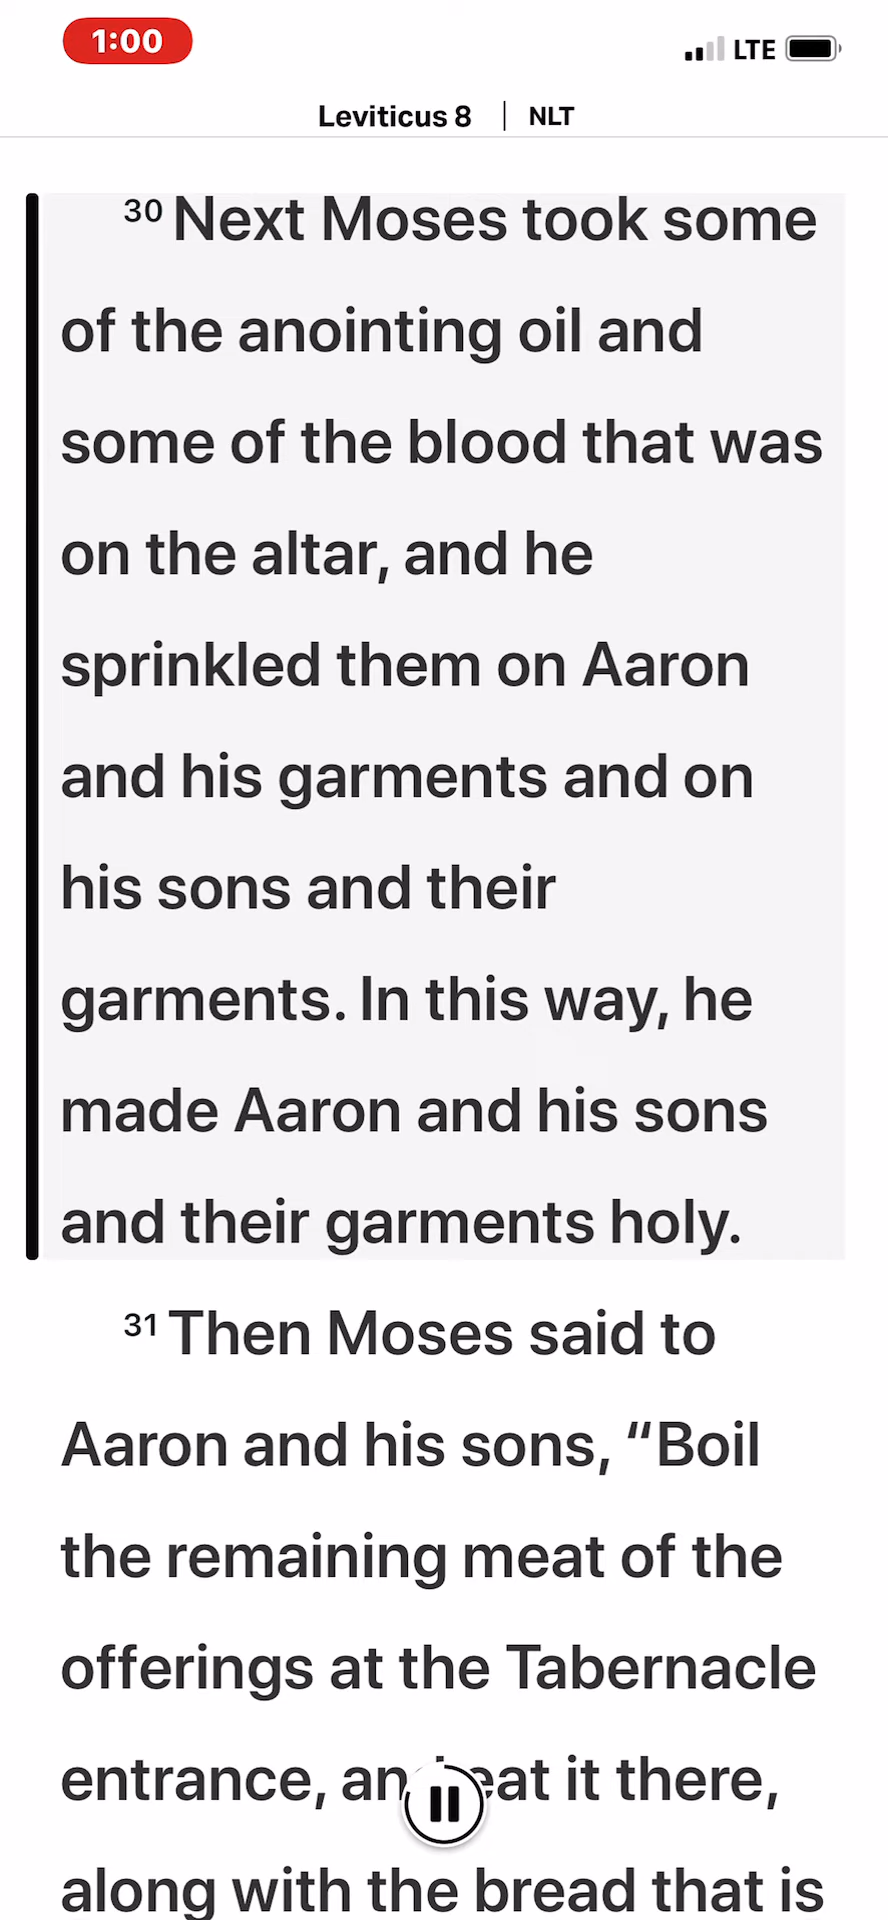 1:00
LTE
Leviticus 8 | NLT
30 Next Moses took some
of the anointing oil and
some of the blood that was
on the altar, and he
sprinkled them on Aaron
and his garments and on
his sons and their
garments. In this way, he
made Aaron and his sons
and their garments holy.
31 Then Moses said to
Aaron and his sons, “Boil
the remaining meat of the
offerings at the Tabernacle
entrance, and eat it there,
along with the bread that is